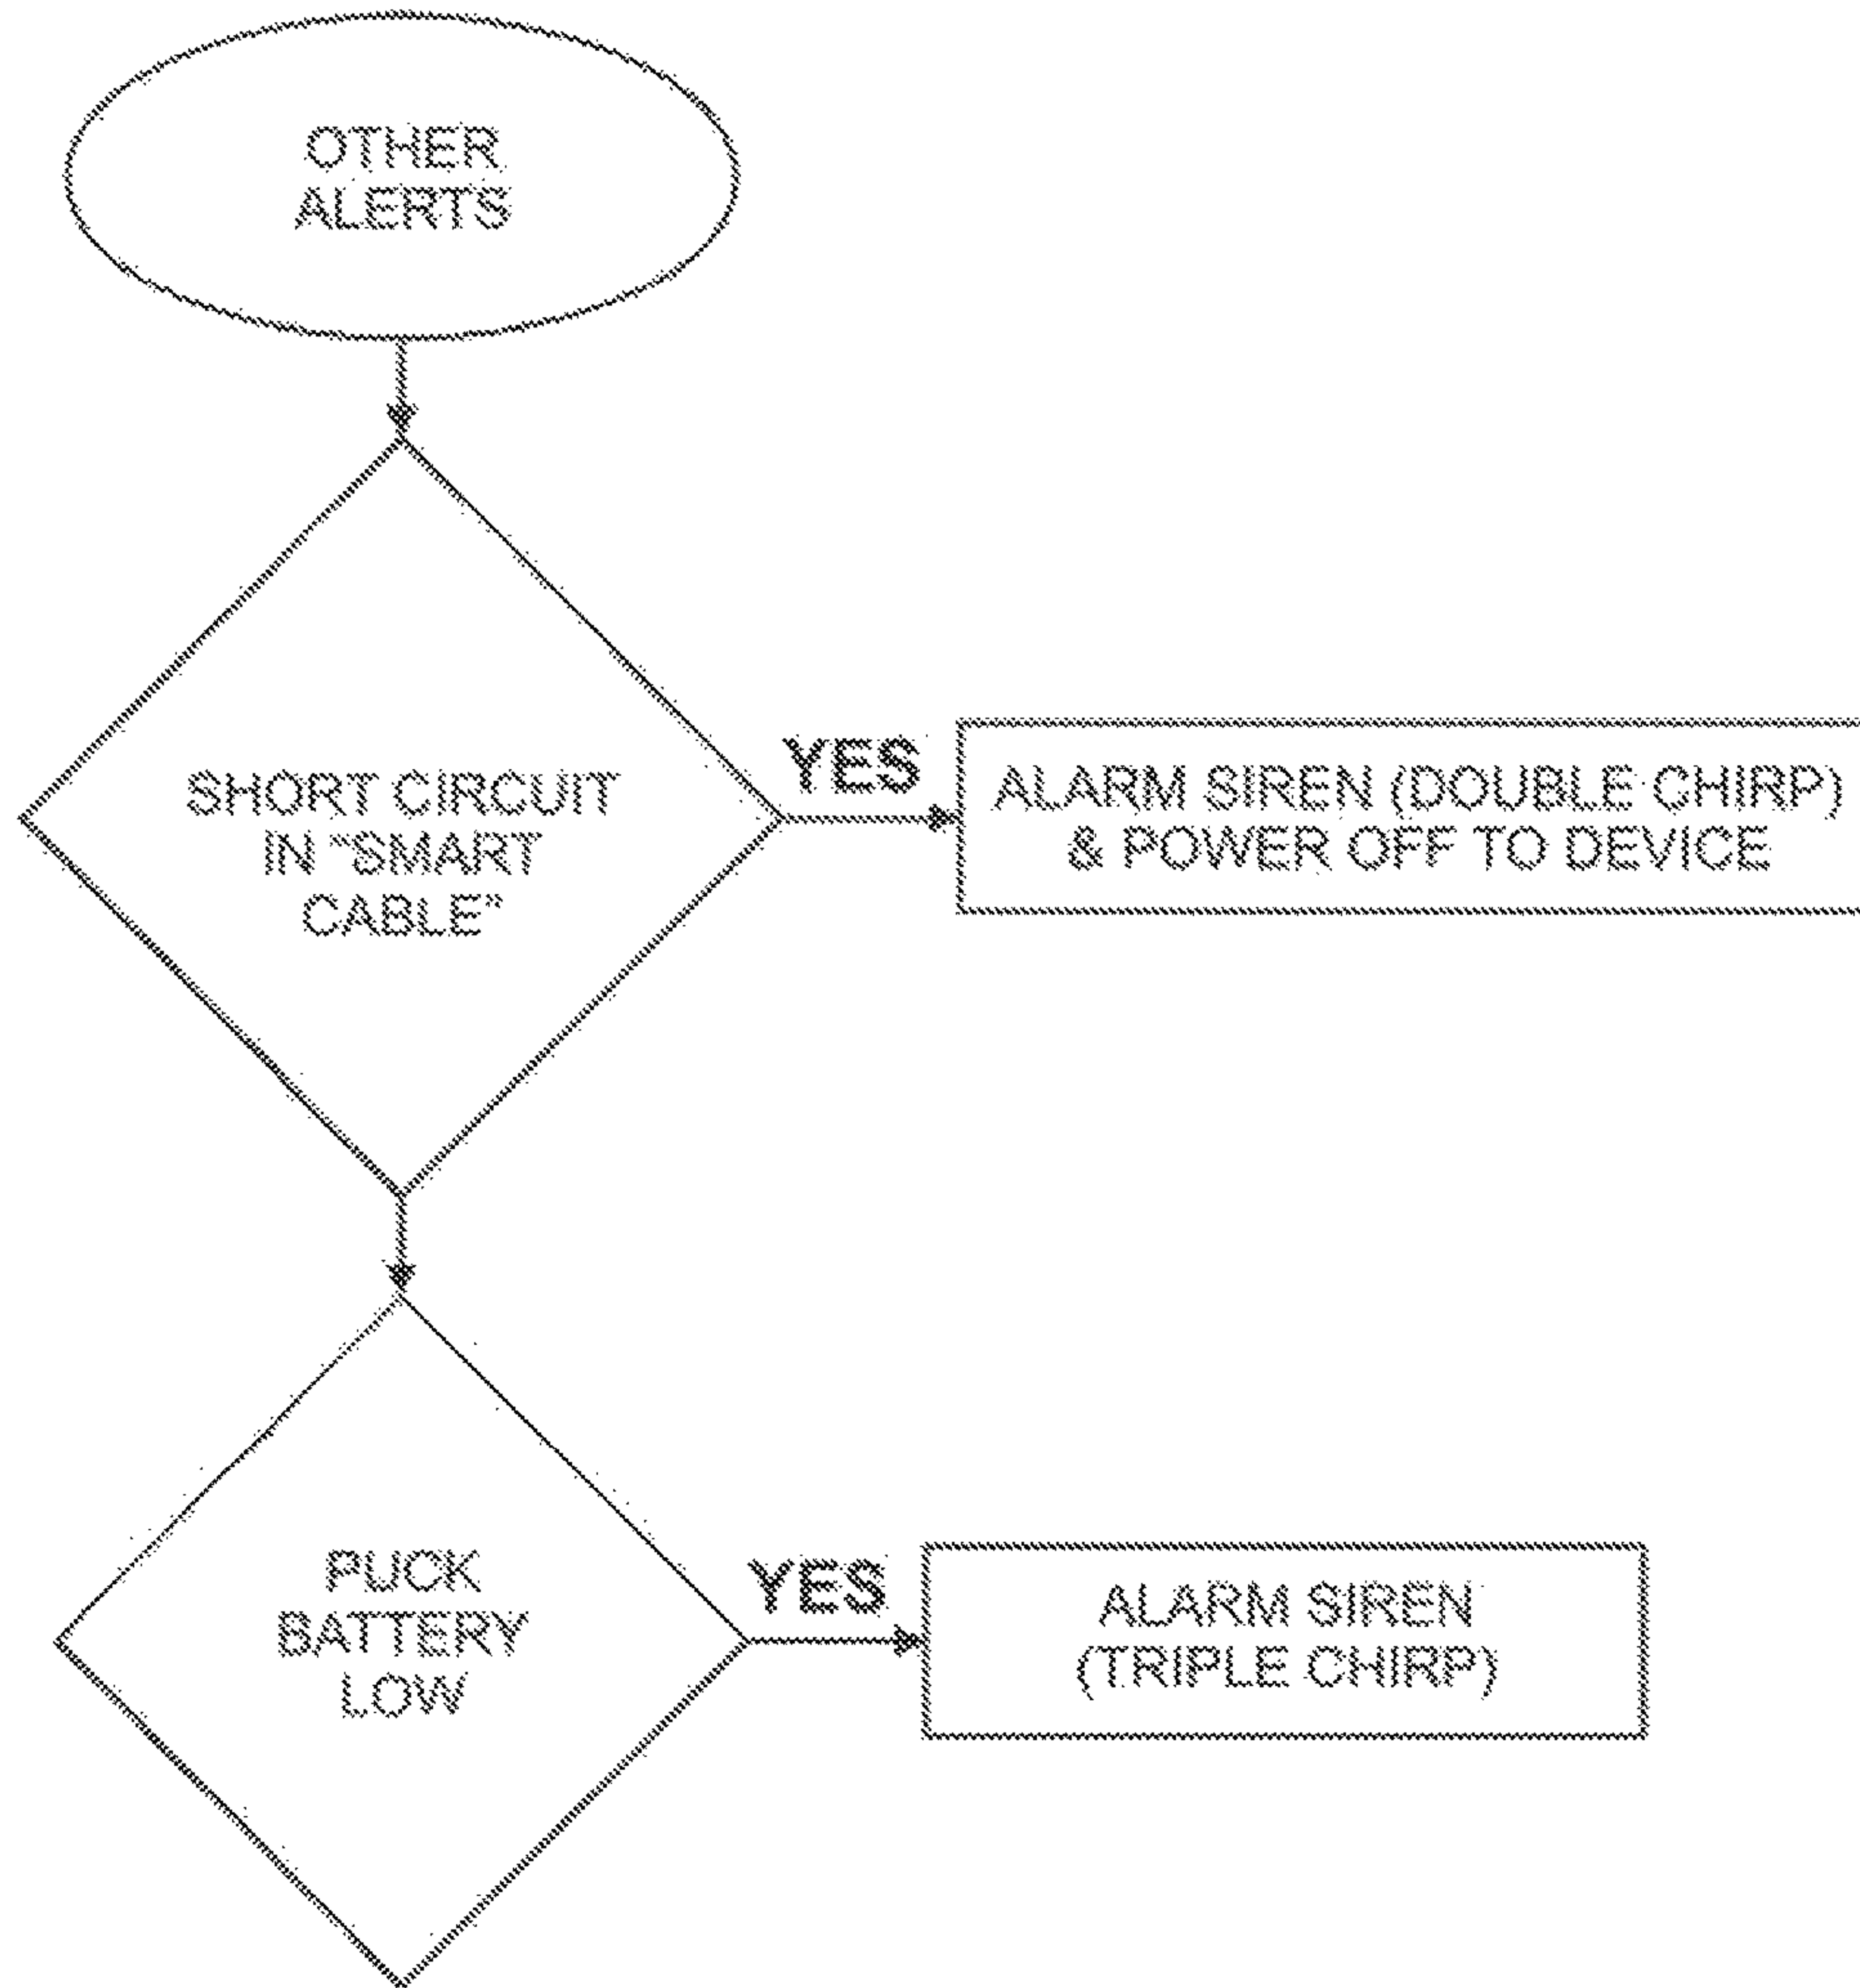 OTHER
ALERTS
SHORT CIRCUIT
IN "SMART
CABLE"
YES
ALARM SIREN (DOUBLE CHIRP)
& POWER OFF TO DEVICE
PUCK
BATTERY
LOW
YES
ALARM SIREN
(TRIPLE CHIRP)